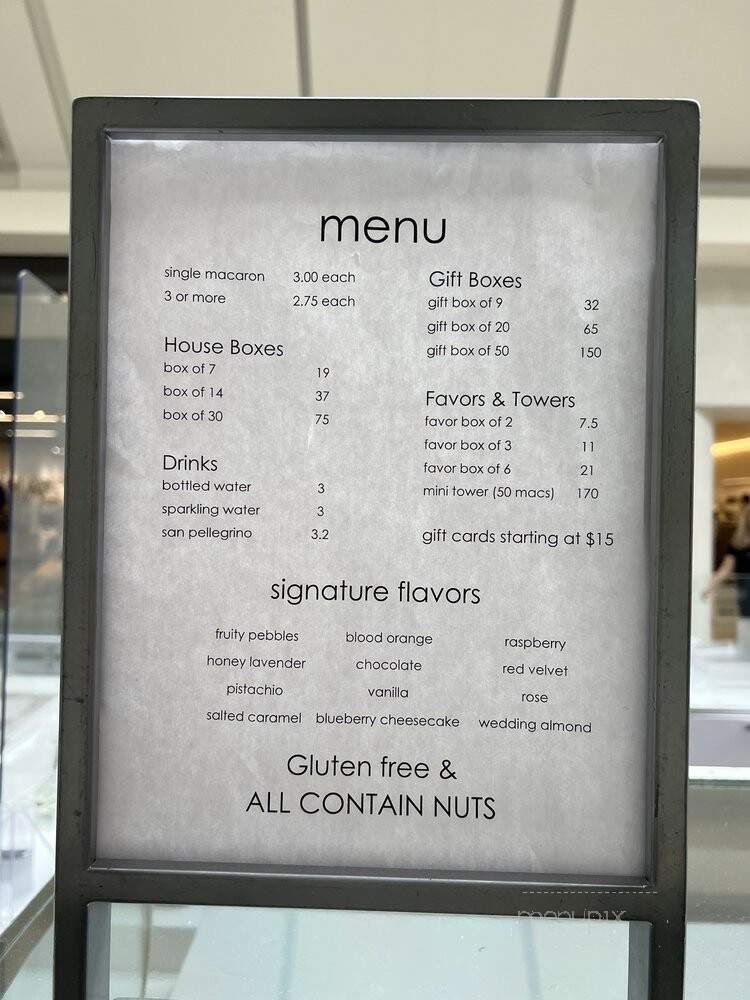 menu
single macaron 3.00 each
3 or more 2.75 each
House Boxes
box of 7 19
box of 14 37
box of 30 75
Drinks
bottled water 3
sparkling water 3
san pellegrino 3.2
Gift Boxes
gift box of 9 32
gift box of 20 65
gift box of 50 150
Favors & Towers
favor box of 2 7.5
favor box of 3 11
favor box of 6 21
mini tower (50 macs) 170
gift cards starting at $15
signature flavors
fruity pebbles blood orange raspberry
honey lavender chocolate red velvet
pistachio vanilla rose
salted caramel blueberry cheesecake wedding almond
Gluten free &
ALL CONTAIN NUTS
menupix